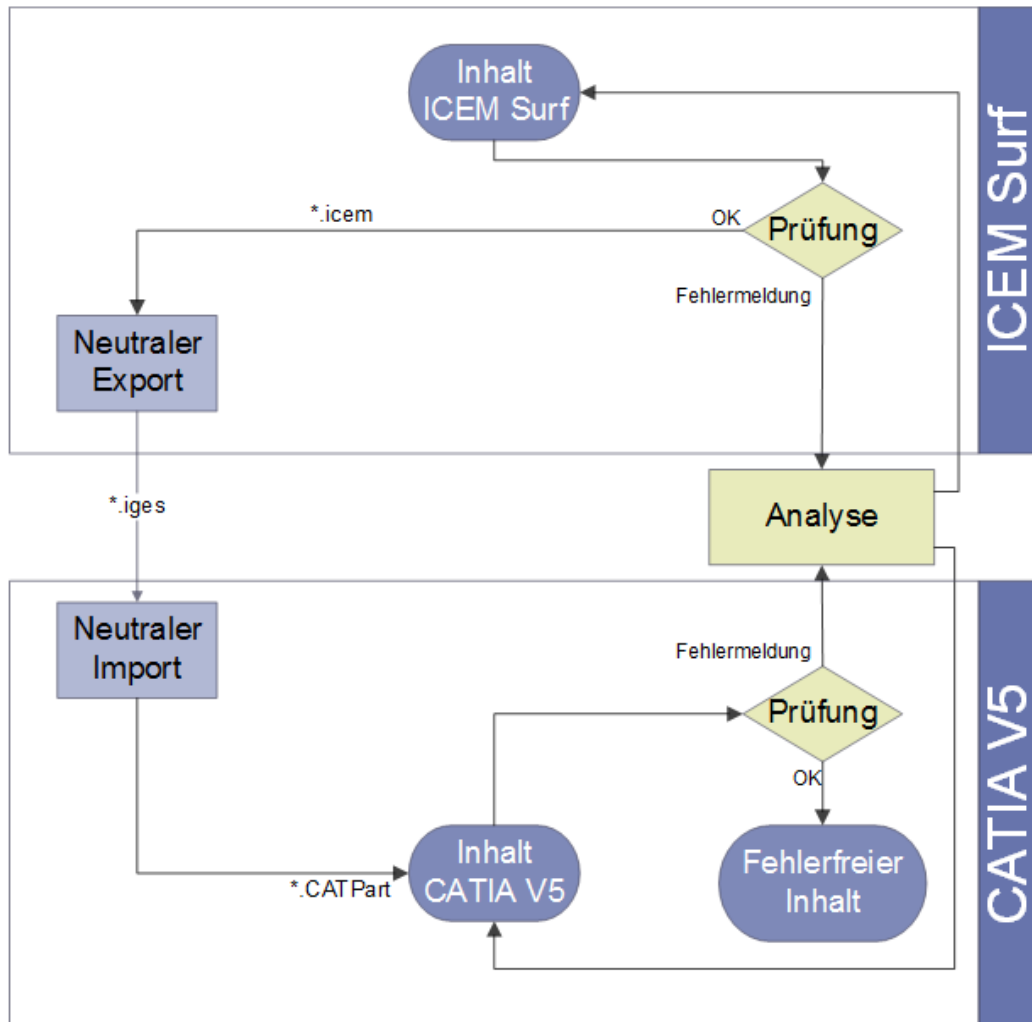 Inhalt
ICEM Surf
ICEM Surf
*.icem
OK
Prüfung
Fehlermeldung
Neutraler
Export
*.iges
Analyse
Neutraler
Import
Fehlermeldung
Prüfung
OK
CATIA V5
*.CATPart
Inhalt
CATIA V5
Fehlerfreier
Inhalt